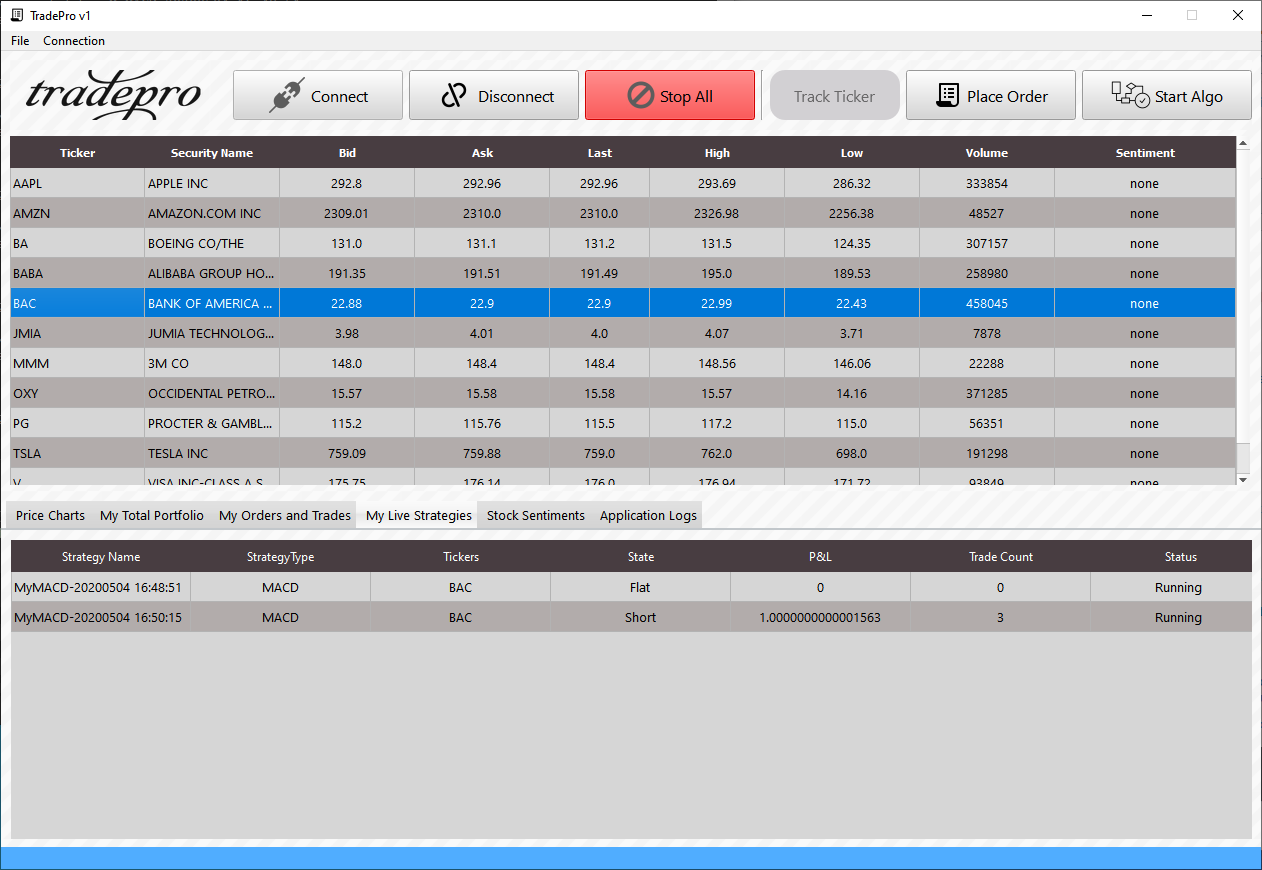 TradePro v1
File Connection
tradepro Connect Disconnect Stop All Track Ticker Place Order Start Algo
Ticker Security Name Bid Ask Last High Low Volume Sentiment
AAPL APPLE INC 292.8 292.96 292.96 293.69 286.32 333854 none
AMZN AMAZON.COM INC 2309.01 2310.0 2310.0 2326.98 2256.38 48527 none
BA BOEING CO/THE 131.0 131.1 131.2 131.5 124.35 307157 none
BABA ALIBABA GROUP HO... 191.35 191.51 191.49 195.0 189.53 258980 none
BAC BANK OF AMERICA ... 22.88 22.9 22.9 22.99 22.43 458045 none
JMIA JUMIA TECHNOLOG... 3.98 4.01 4.0 4.07 3.71 7878 none
MMM 3M CO 148.0 148.4 148.4 148.56 146.06 22288 none
OXY OCCIDENTAL PETRO... 15.57 15.58 15.58 15.57 14.16 371285 none
PG PROCTER & GAMBL... 115.2 115.76 115.5 117.2 115.0 56351 none
TSLA TESLA INC 759.09 759.88 759.0 762.0 698.0 191298 none
V VISA INC-CLASS A S 175.75 176.14 176.0 176.94 171.72 93849 none
Price Charts My Total Portfolio My Orders and Trades My Live Strategies Stock Sentiments Application Logs
Strategy Name StrategyType Tickers State P&L Trade Count Status
MyMACD-20200504 16:48:51 MACD BAC Flat 0 0 Running
MyMACD-20200504 16:50:15 MACD BAC Short 1.0000000000001563 3 Running